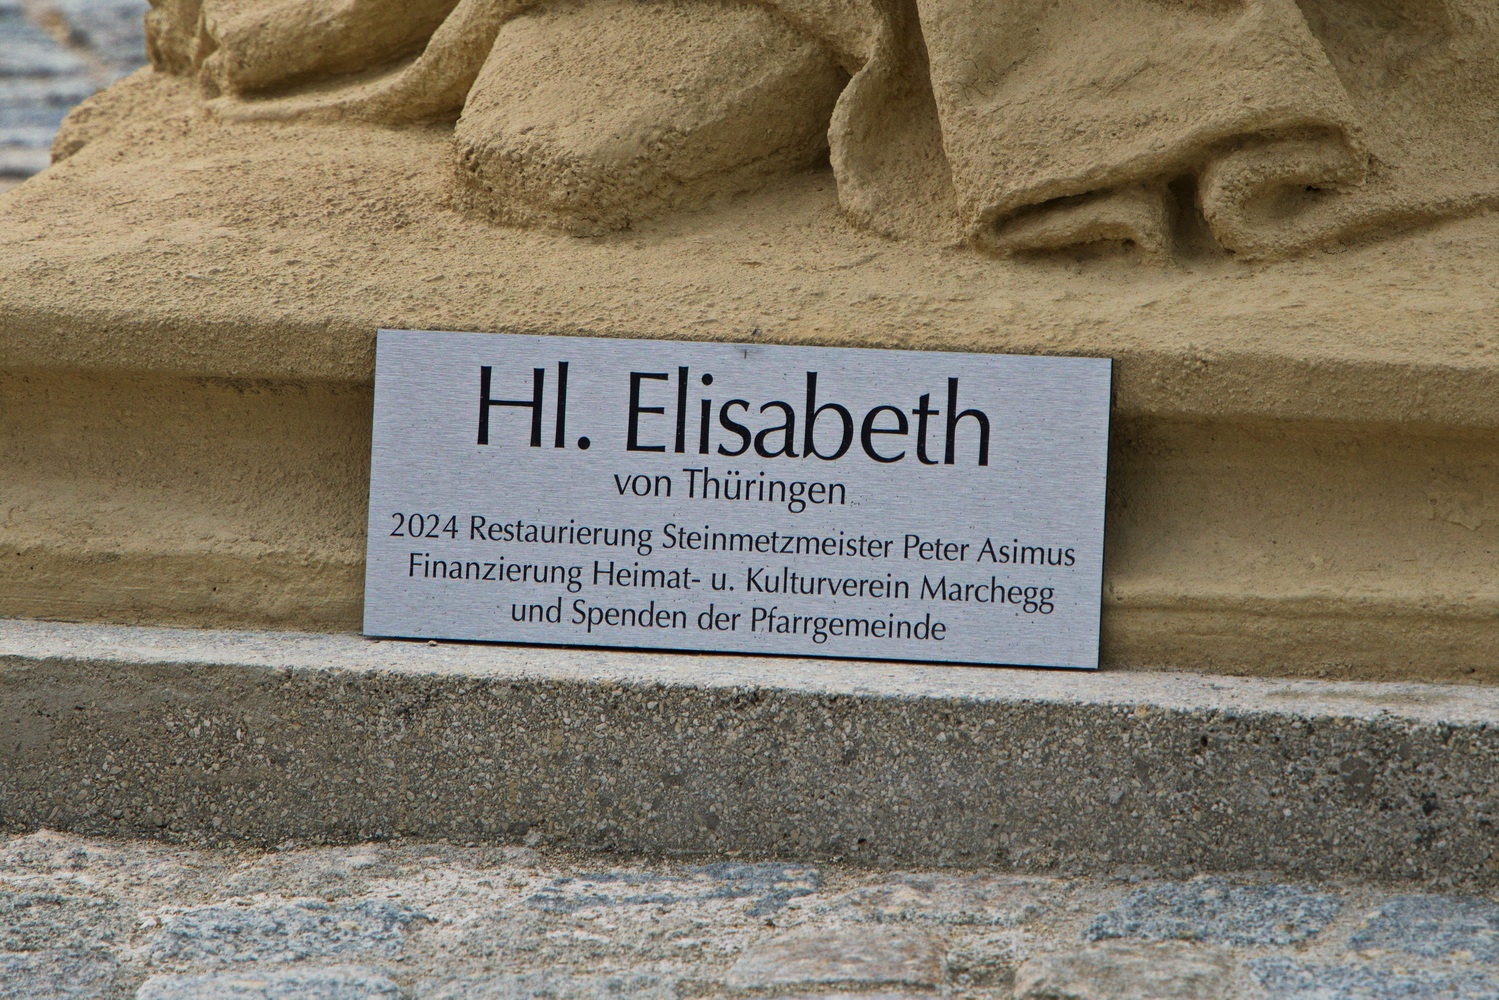 Hl. Elisabeth
von Thüringen
2024 Restaurierung Steinmetzmeister Peter Asimus
Finanzierung Heimat- u. Kulturverein Marchegg
und Spenden der Pfarrgemeinde